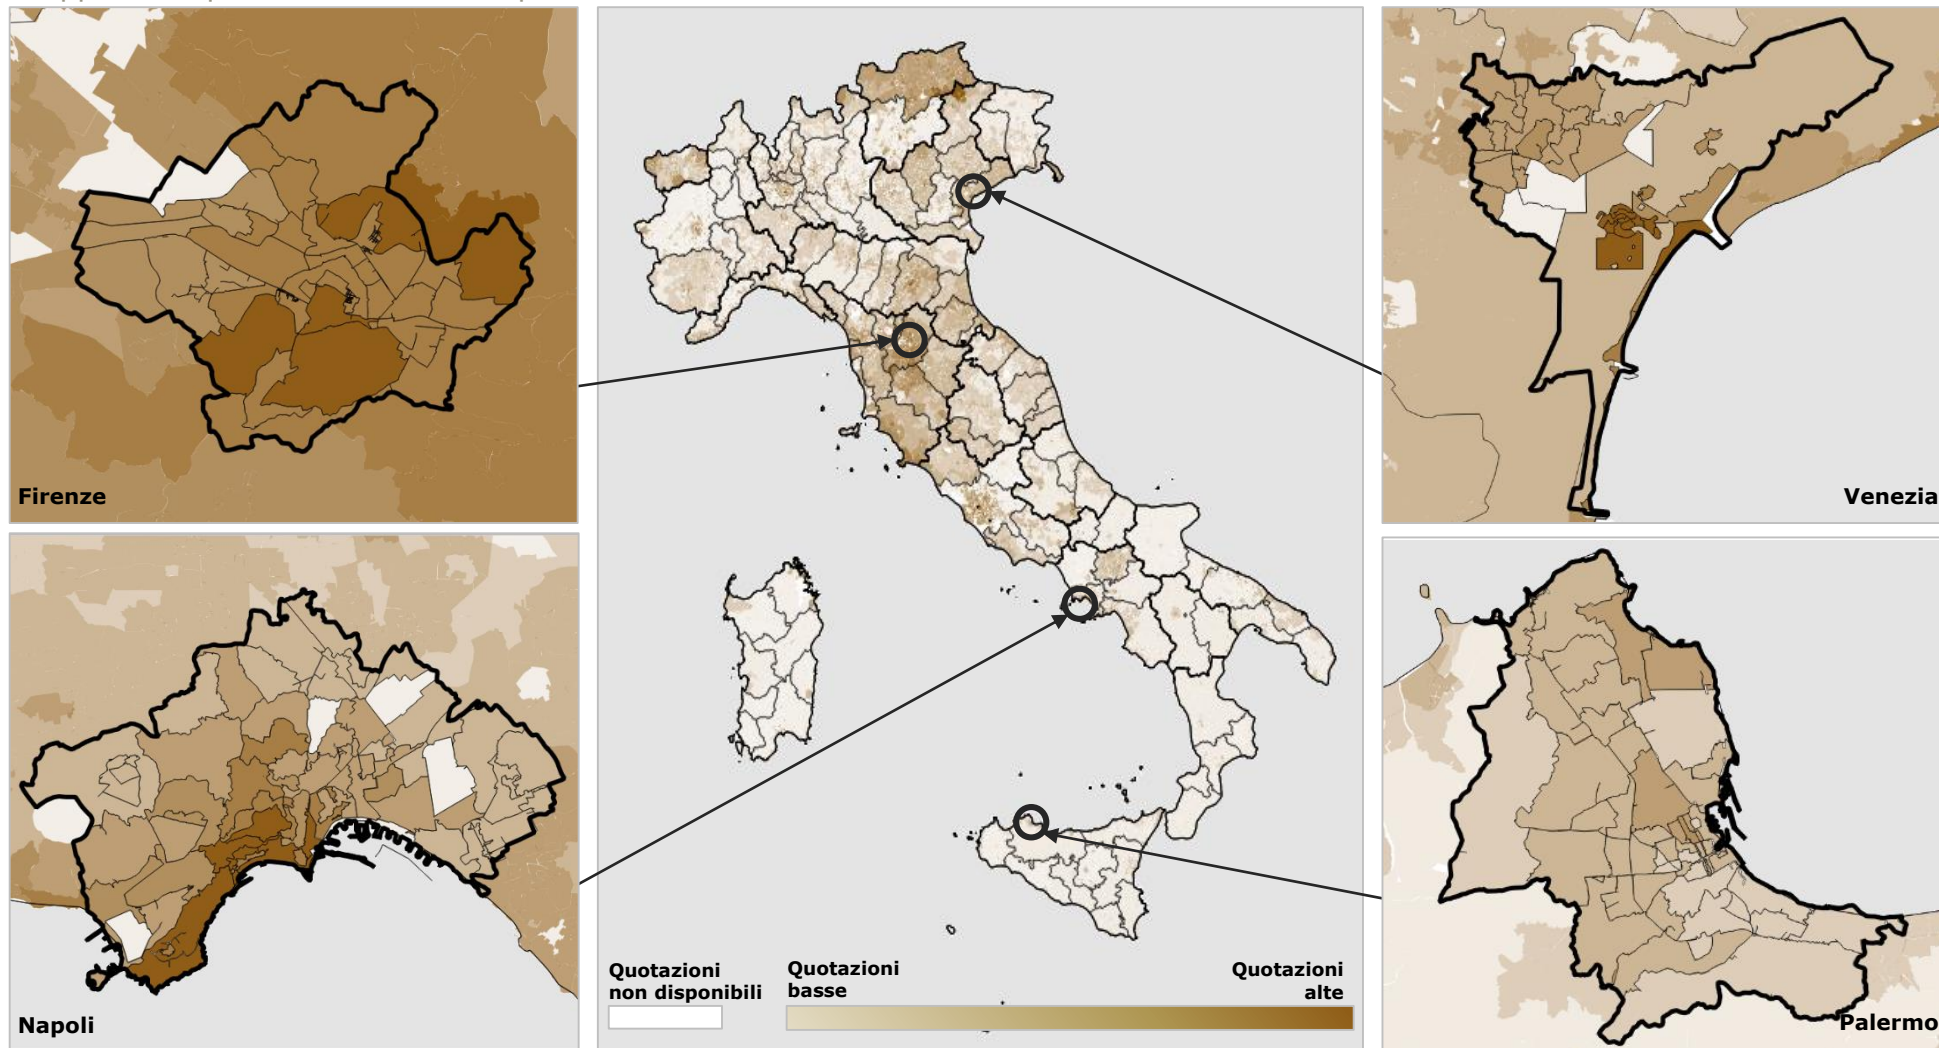 Firenze
Venezia
Napoli
Quotazioni
non disponibili
Quotazioni
basse
Quotazioni
alte
Palermo